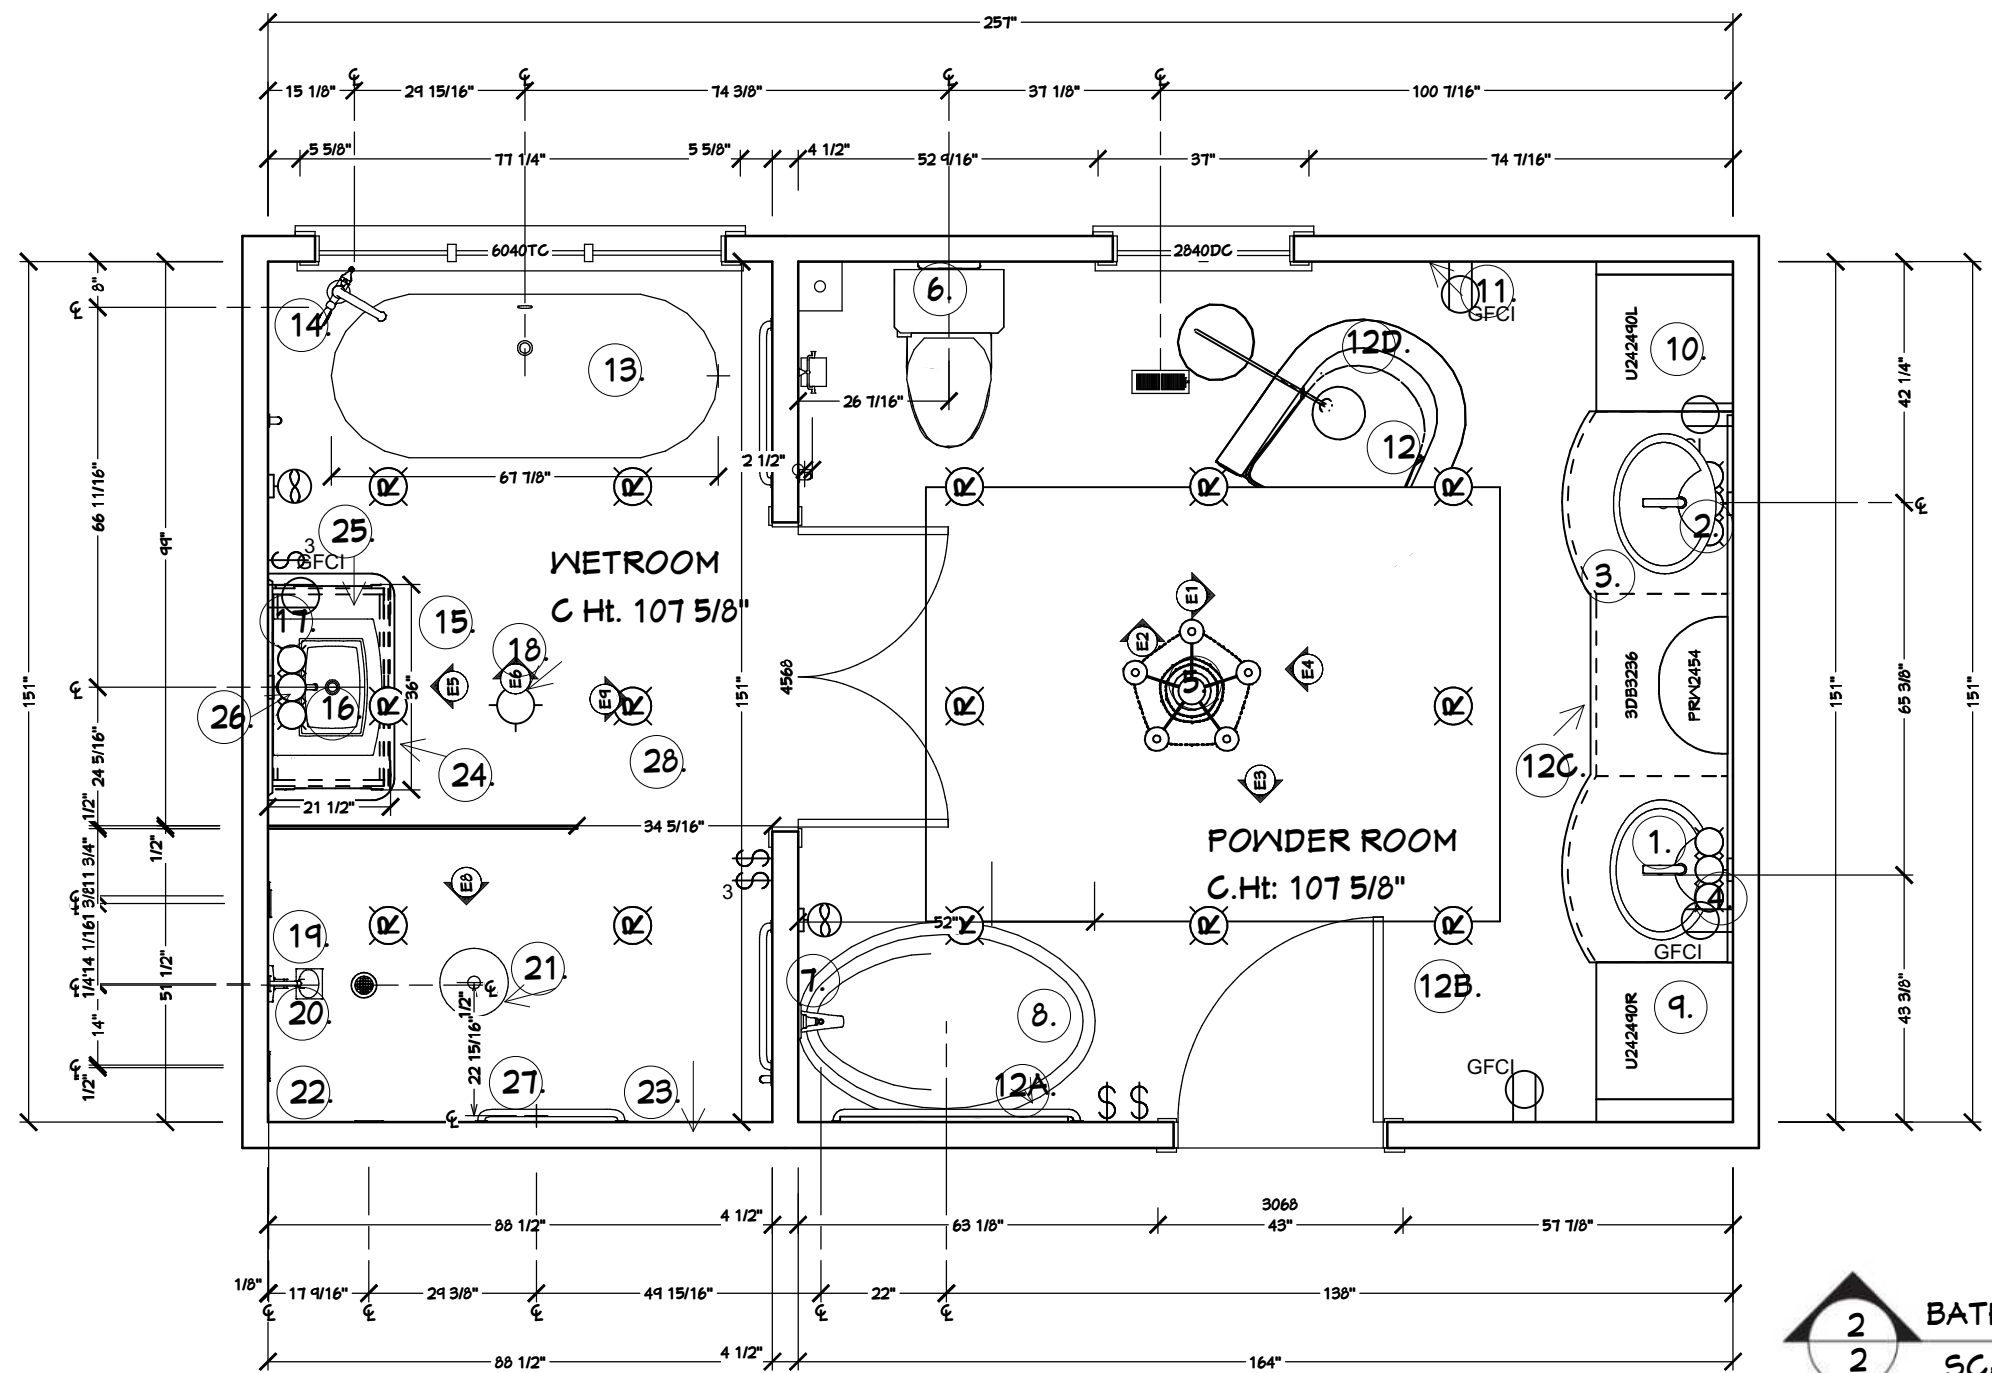 257"
15 1/8" 29 15/16" 74 3/8" 37 1/8" 100 7/16"
5 5/8" 77 1/4" 5 5/8" 4 1/2" 52 9/16" 37" 74 7/16"
6040TC 2840DC
8"
6. 11.
GFCI
14.
13.
12D.
U242490L
10.
42 1/4"
26 7/16"
12.
2 1/2"
67 7/8"
R R R R R
66 11/16"
99"
25.
2.
3
GFCI
WETROOM
C Ht. 107 5/8"
3.
E1
17.
15.
18.
E2
E4
151"
36"
E5
E6
E9
R
R
151"
4568
R
5.
R
3DB3236
PRW2454
151"
65 3/8"
151"
26.
16.
24 5/16"
24.
28.
12C.
E3
21 1/2"
34 5/16"
1/2"
1/2"
POWDER ROOM
C.Ht: 107 5/8"
1.
E8
3
4.
R R
52"
R R R
GFCI
19.
21.
7.
12B.
51 1/2"
20.
8.
9.
U242490R
43 3/8"
14"
1/2"
22 15/16"
22.
27.
23.
12A.
GFCI
1/2"
88 1/2" 4 1/2" 63 1/8" 3068
43" 57 7/8"
1/8" 17 9/16" 29 3/8" 49 15/16" 22" 138"
88 1/2" 4 1/2" 164"
2
2